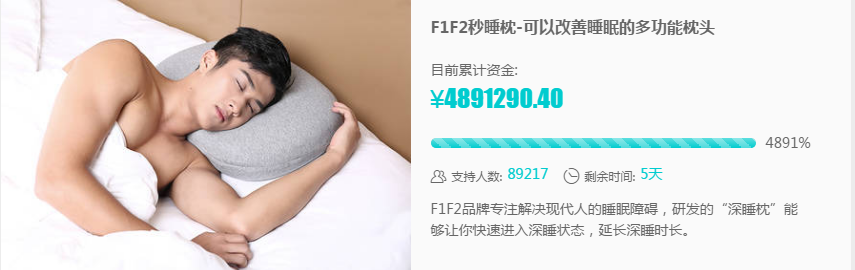 F1F2秒睡枕-可以改善睡眠的多功能枕头
目前累计资金:
¥4891290.40
4891%
支持人数: 89217 剩余时间: 5天
F1F2品牌专注解决现代人的睡眠障碍，研发的“深睡枕”能
够让你快速进入深睡状态，延长深睡时长。